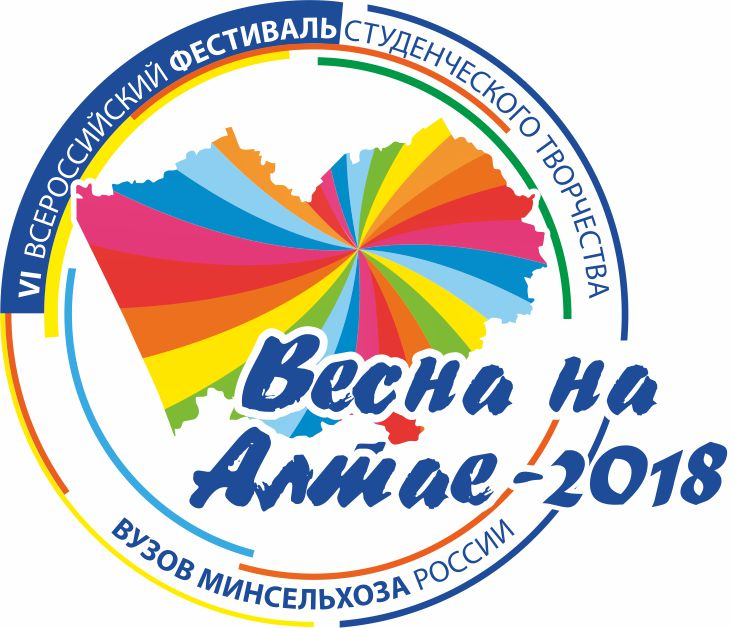 VI ВСЕРОССИЙСКИЙ ФЕСТИВАЛЬ СТУДЕНЧЕСКОГО ТВОРЧЕСТВА
Весна на
Алтае-2018
ВУЗОВ МИНСЕЛЬХОЗА РОССИИ